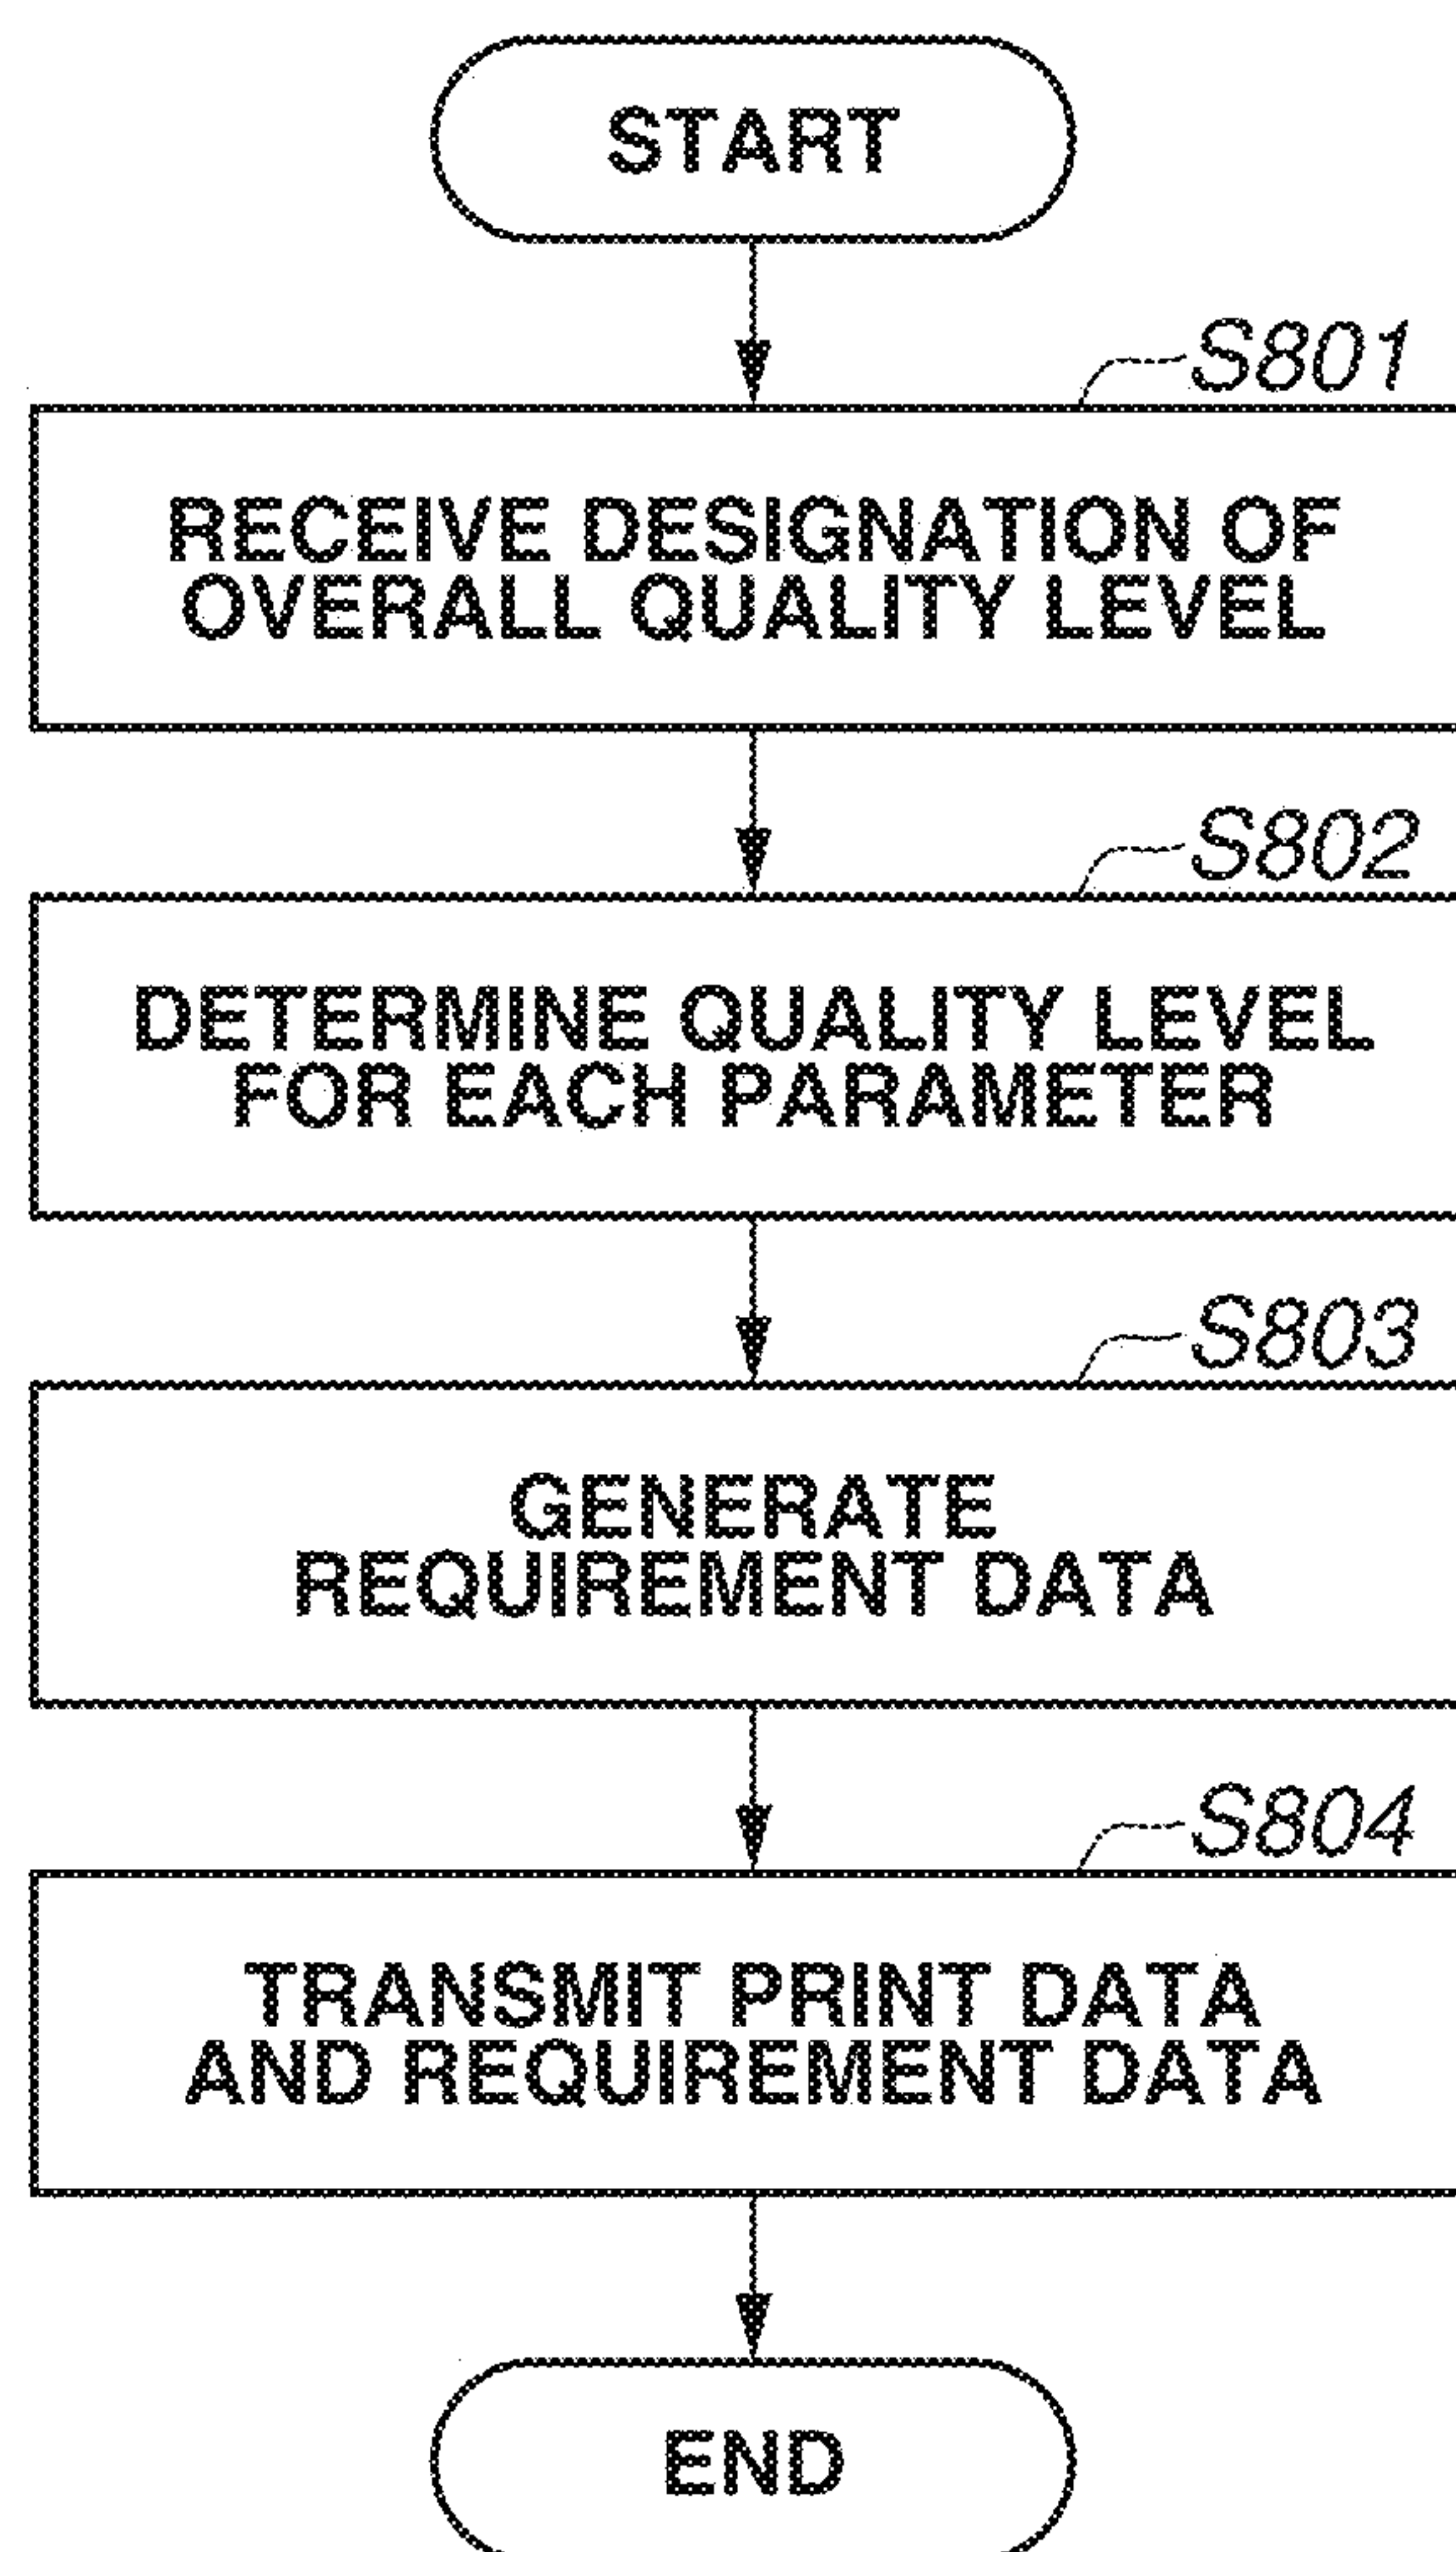 START
S801
RECEIVE DESIGNATION OF
OVERALL QUALITY LEVEL
S802
DETERMINE QUALITY LEVEL
FOR EACH PARAMETER
S803
GENERATE
REQUIREMENT DATA
S804
TRANSMIT PRINT DATA
AND REQUIREMENT DATA
END